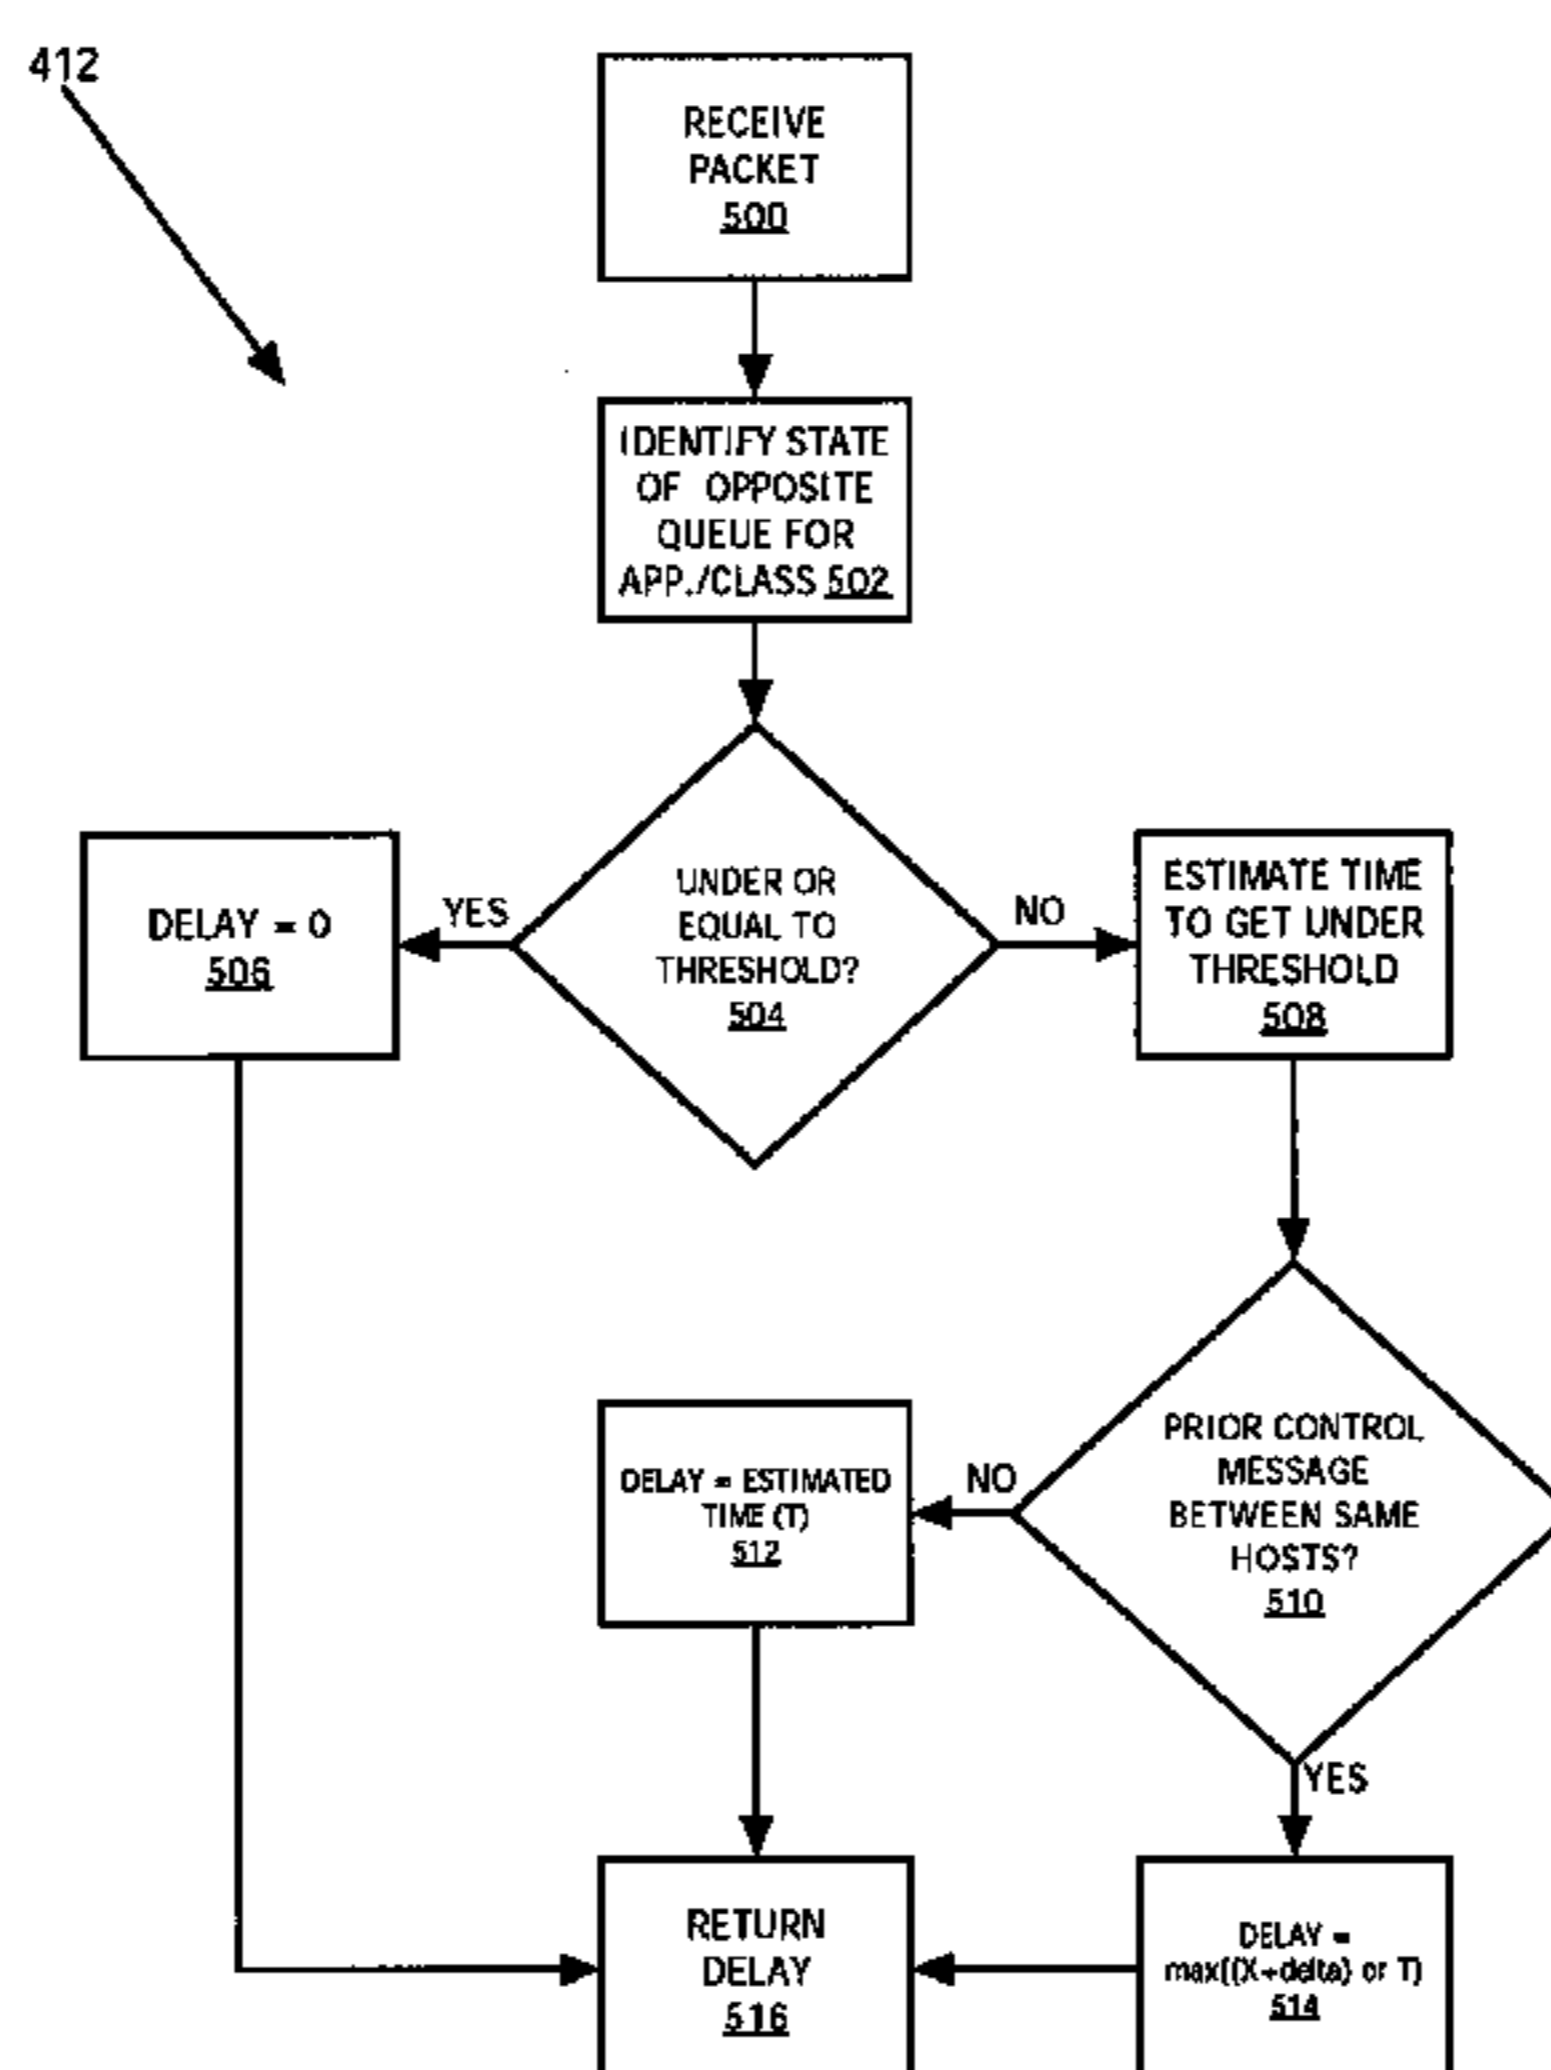 412
RECEIVE
PACKET
500
IDENTIFY STATE
OF OPPOSITE
QUEUE FOR
APP./CLASS 502
UNDER OR
EQUAL TO
THRESHOLD?
504
YES
NO
DELAY = 0
506
ESTIMATE TIME
TO GET UNDER
THRESHOLD
508
PRIOR CONTROL
MESSAGE
BETWEEN SAME
HOSTS?
510
NO
YES
DELAY = ESTIMATED
TIME (T)
512
RETURN
DELAY
516
DELAY =
max((X+delta) or T)
514